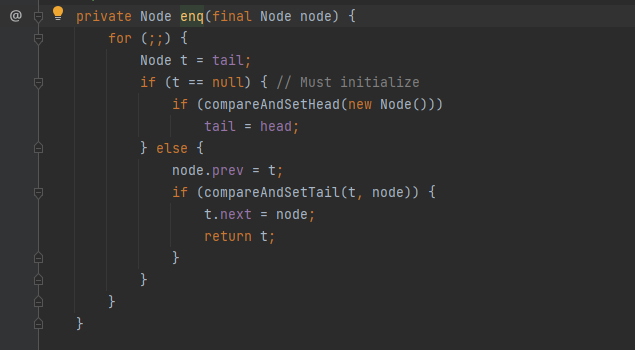 @ private Node enq(final Node node) {
for (;;) {
Node t = tail;
if (t == null) { // Must initialize
if (compareAndSetHead(new Node()))
tail = head;
} else {
node.prev = t;
if (compareAndSetTail(t, node)) {
t.next = node;
return t;
}
}
}
}